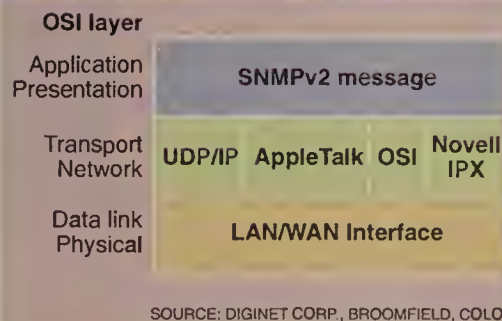 OSI layer
Application
Presentation
SNMPv2 message
Transport
Network
UDP/IP AppleTalk OSI Novell
IPX
Data link
Physical
LAN/WAN Interface
SOURCE: DIGINET CORP., BROOMFIELD, COLO